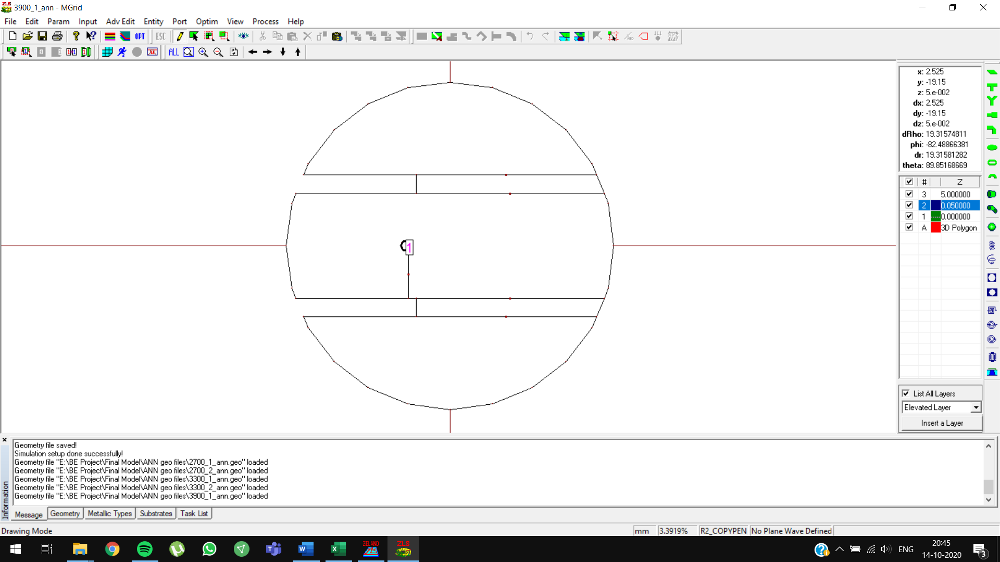 3900_1_ann - MGrid
File Edit Param Input Adv Edit Entity Port Optim View Process Help
OPT ESC
ALL
x: 2.525
y: -19.15
z: 5.e-002
dx: 2.525
dy: -19.15
dz: 5.e-002
dRho: 19.31574811
phi: -82.48866381
dr: 19.31581282
theta: 89.85168669
# Z
3 5.000000
2 0.050000
1 0.000000
A 3D Polygon
1
List All Layers
Elevated Layer
Insert a Layer
Information
Geometry file saved!
Simulation setup done successfully!
Geometry file "E:\BE Project\Final Model\ANN geo files\2700_1_ann.geo" loaded
Geometry file "E:\BE Project\Final Model\ANN geo files\2700_2_ann.geo" loaded
Geometry file "E:\BE Project\Final Model\ANN geo files\3300_1_ann.geo" loaded
Geometry file "E:\BE Project\Final Model\ANN geo files\3300_2_ann.geo" loaded
Geometry file "E:\BE Project\Final Model\ANN geo files\3900_1_ann.geo" loaded
Message Geometry Metallic Types Substrates Task List
Drawing Mode mm 3.3919% R2_COPYPEN No Plane Wave Defined
ZELAND ZLS
ENG 20:45
14-10-2020 3